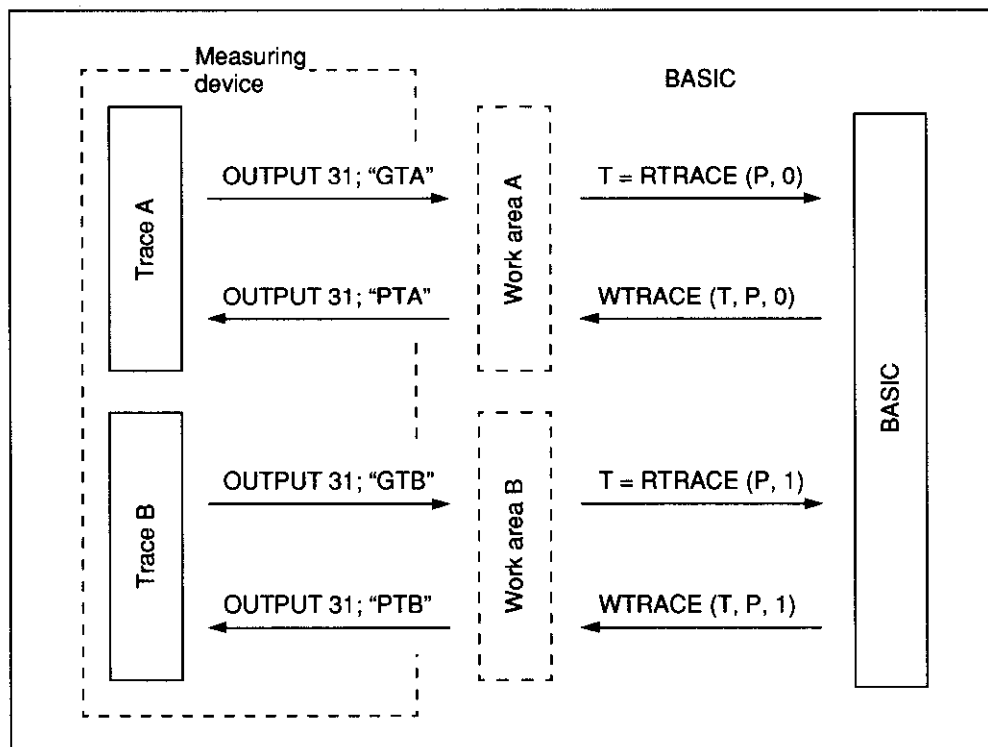 Measuring
device
BASIC
Trace A
OUTPUT 31; “GTA”
Work area A
T = RTRACE (P, 0)
OUTPUT 31; “PTA”
WTRACE (T, P, 0)
BASIC
Trace B
OUTPUT 31; “GTB”
Work area B
T = RTRACE (P, 1)
OUTPUT 31; “PTB”
WTRACE (T, P, 1)